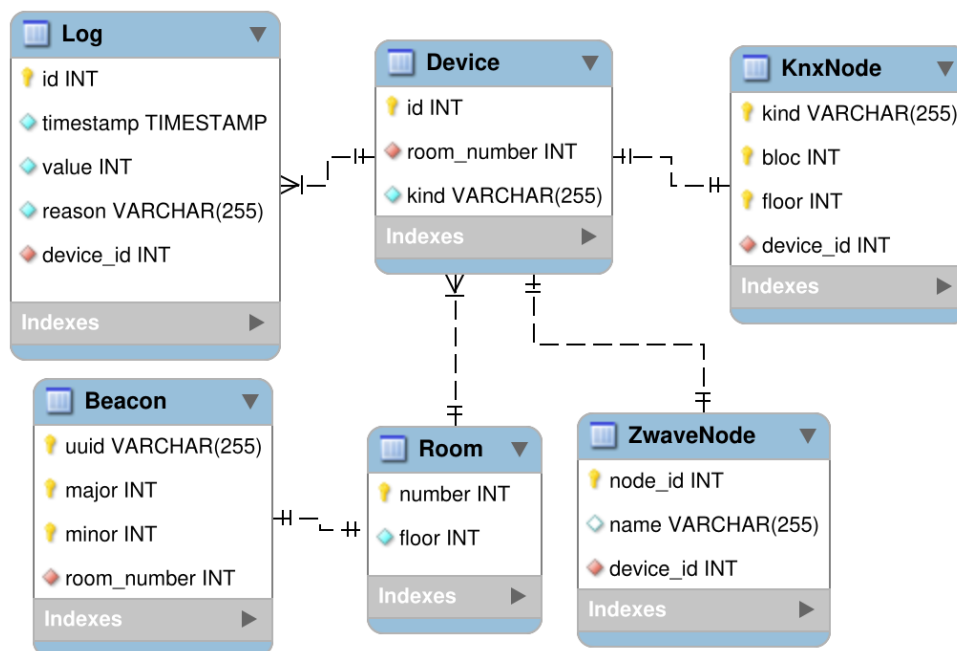 Log
id INT
timestamp TIMESTAMP
value INT
reason VARCHAR(255)
device_id INT
Indexes
Device
id INT
room_number INT
kind VARCHAR(255)
Indexes
KnxNode
kind VARCHAR(255)
bloc INT
floor INT
device_id INT
Indexes
Beacon
uuid VARCHAR(255)
major INT
minor INT
room_number INT
Indexes
Room
number INT
floor INT
Indexes
ZwaveNode
node_id INT
name VARCHAR(255)
device_id INT
Indexes